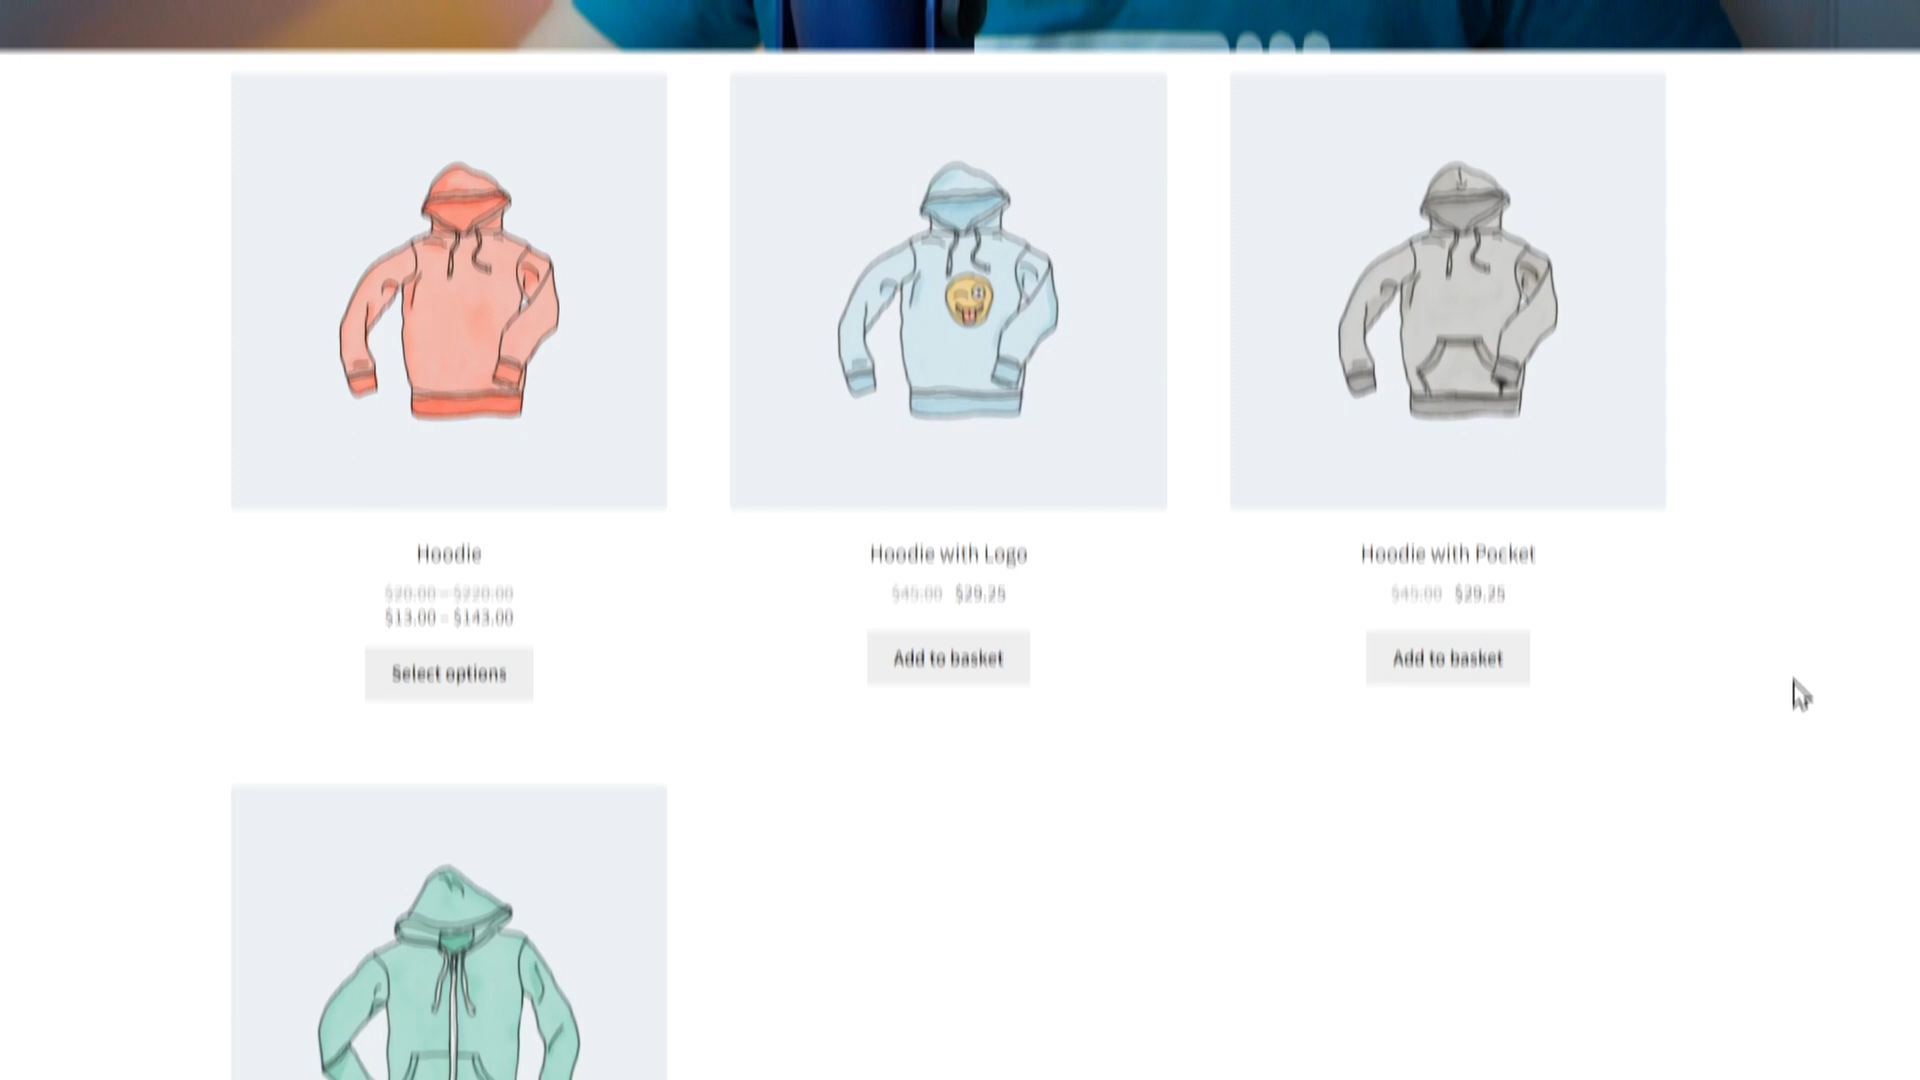 Hoodie
$20.00 – $220.00
$13.00 – $143.00
Select options
Hoodie with Logo
$45.00 $29.25
Add to basket
Hoodie with Pocket
$45.00 $29.25
Add to basket